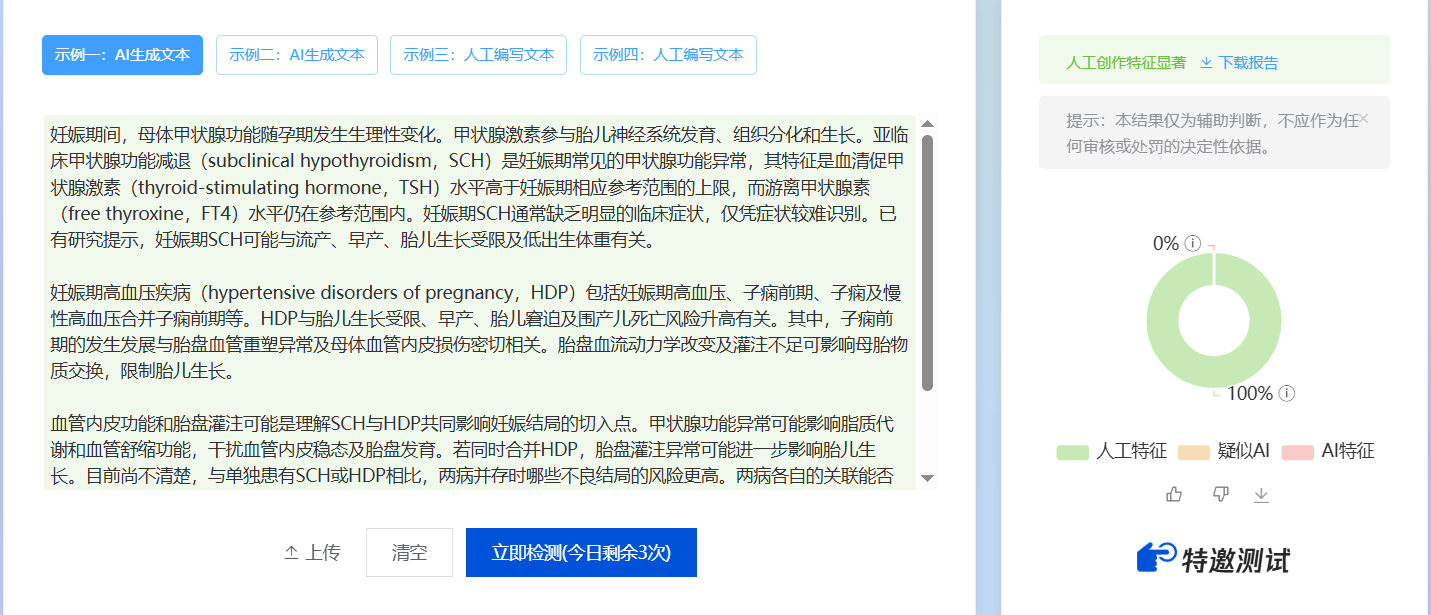 示例一：AI生成文本
示例二：AI生成文本
示例三：人工编写文本
示例四：人工编写文本
妊娠期间，母体甲状腺功能随孕期发生生理性变化。甲状腺激素参与胎儿神经系统发育、组织分化和生长。亚临
床甲状腺功能减退（subclinical hypothyroidism，SCH）是妊娠期常见的甲状腺功能异常，其特征是血清促甲
状腺激素（thyroid-stimulating hormone，TSH）水平高于妊娠期相应参考范围的上限，而游离甲状腺素
（free thyroxine，FT4）水平仍在参考范围内。妊娠期SCH通常缺乏明显的临床症状，仅凭症状较难识别。已
有研究提示，妊娠期SCH可能与流产、早产、胎儿生长受限及低出生体重有关。
妊娠期高血压疾病（hypertensive disorders of pregnancy，HDP）包括妊娠期高血压、子痫前期、子痫及慢
性高血压合并子痫前期等。HDP与胎儿生长受限、早产、胎儿窘迫及围产儿死亡风险升高有关。其中，子痫前
期的发生发展与胎盘血管重塑异常及母体血管内皮损伤密切相关。胎盘血流动力学改变及灌注不足可影响母胎物
质交换，限制胎儿生长。
血管内皮功能和胎盘灌注可能是理解SCH与HDP共同影响妊娠结局的切入点。甲状腺功能异常可能影响脂质代
谢和血管舒缩功能，干扰血管内皮稳态及胎盘发育。若同时合并HDP，胎盘灌注异常可能进一步影响胎儿生
长。目前尚不清楚，与单独患有SCH或HDP相比，两病并存时哪些不良结局的风险更高。两病各自的关联能否
上传
清空
立即检测(今日剩余3次)
人工创作特征显著
下载报告
提示：本结果仅为辅助判断，不应作为任
何审核或处罚的决定性依据。
0%
100%
人工特征
疑似AI
AI特征
特邀测试